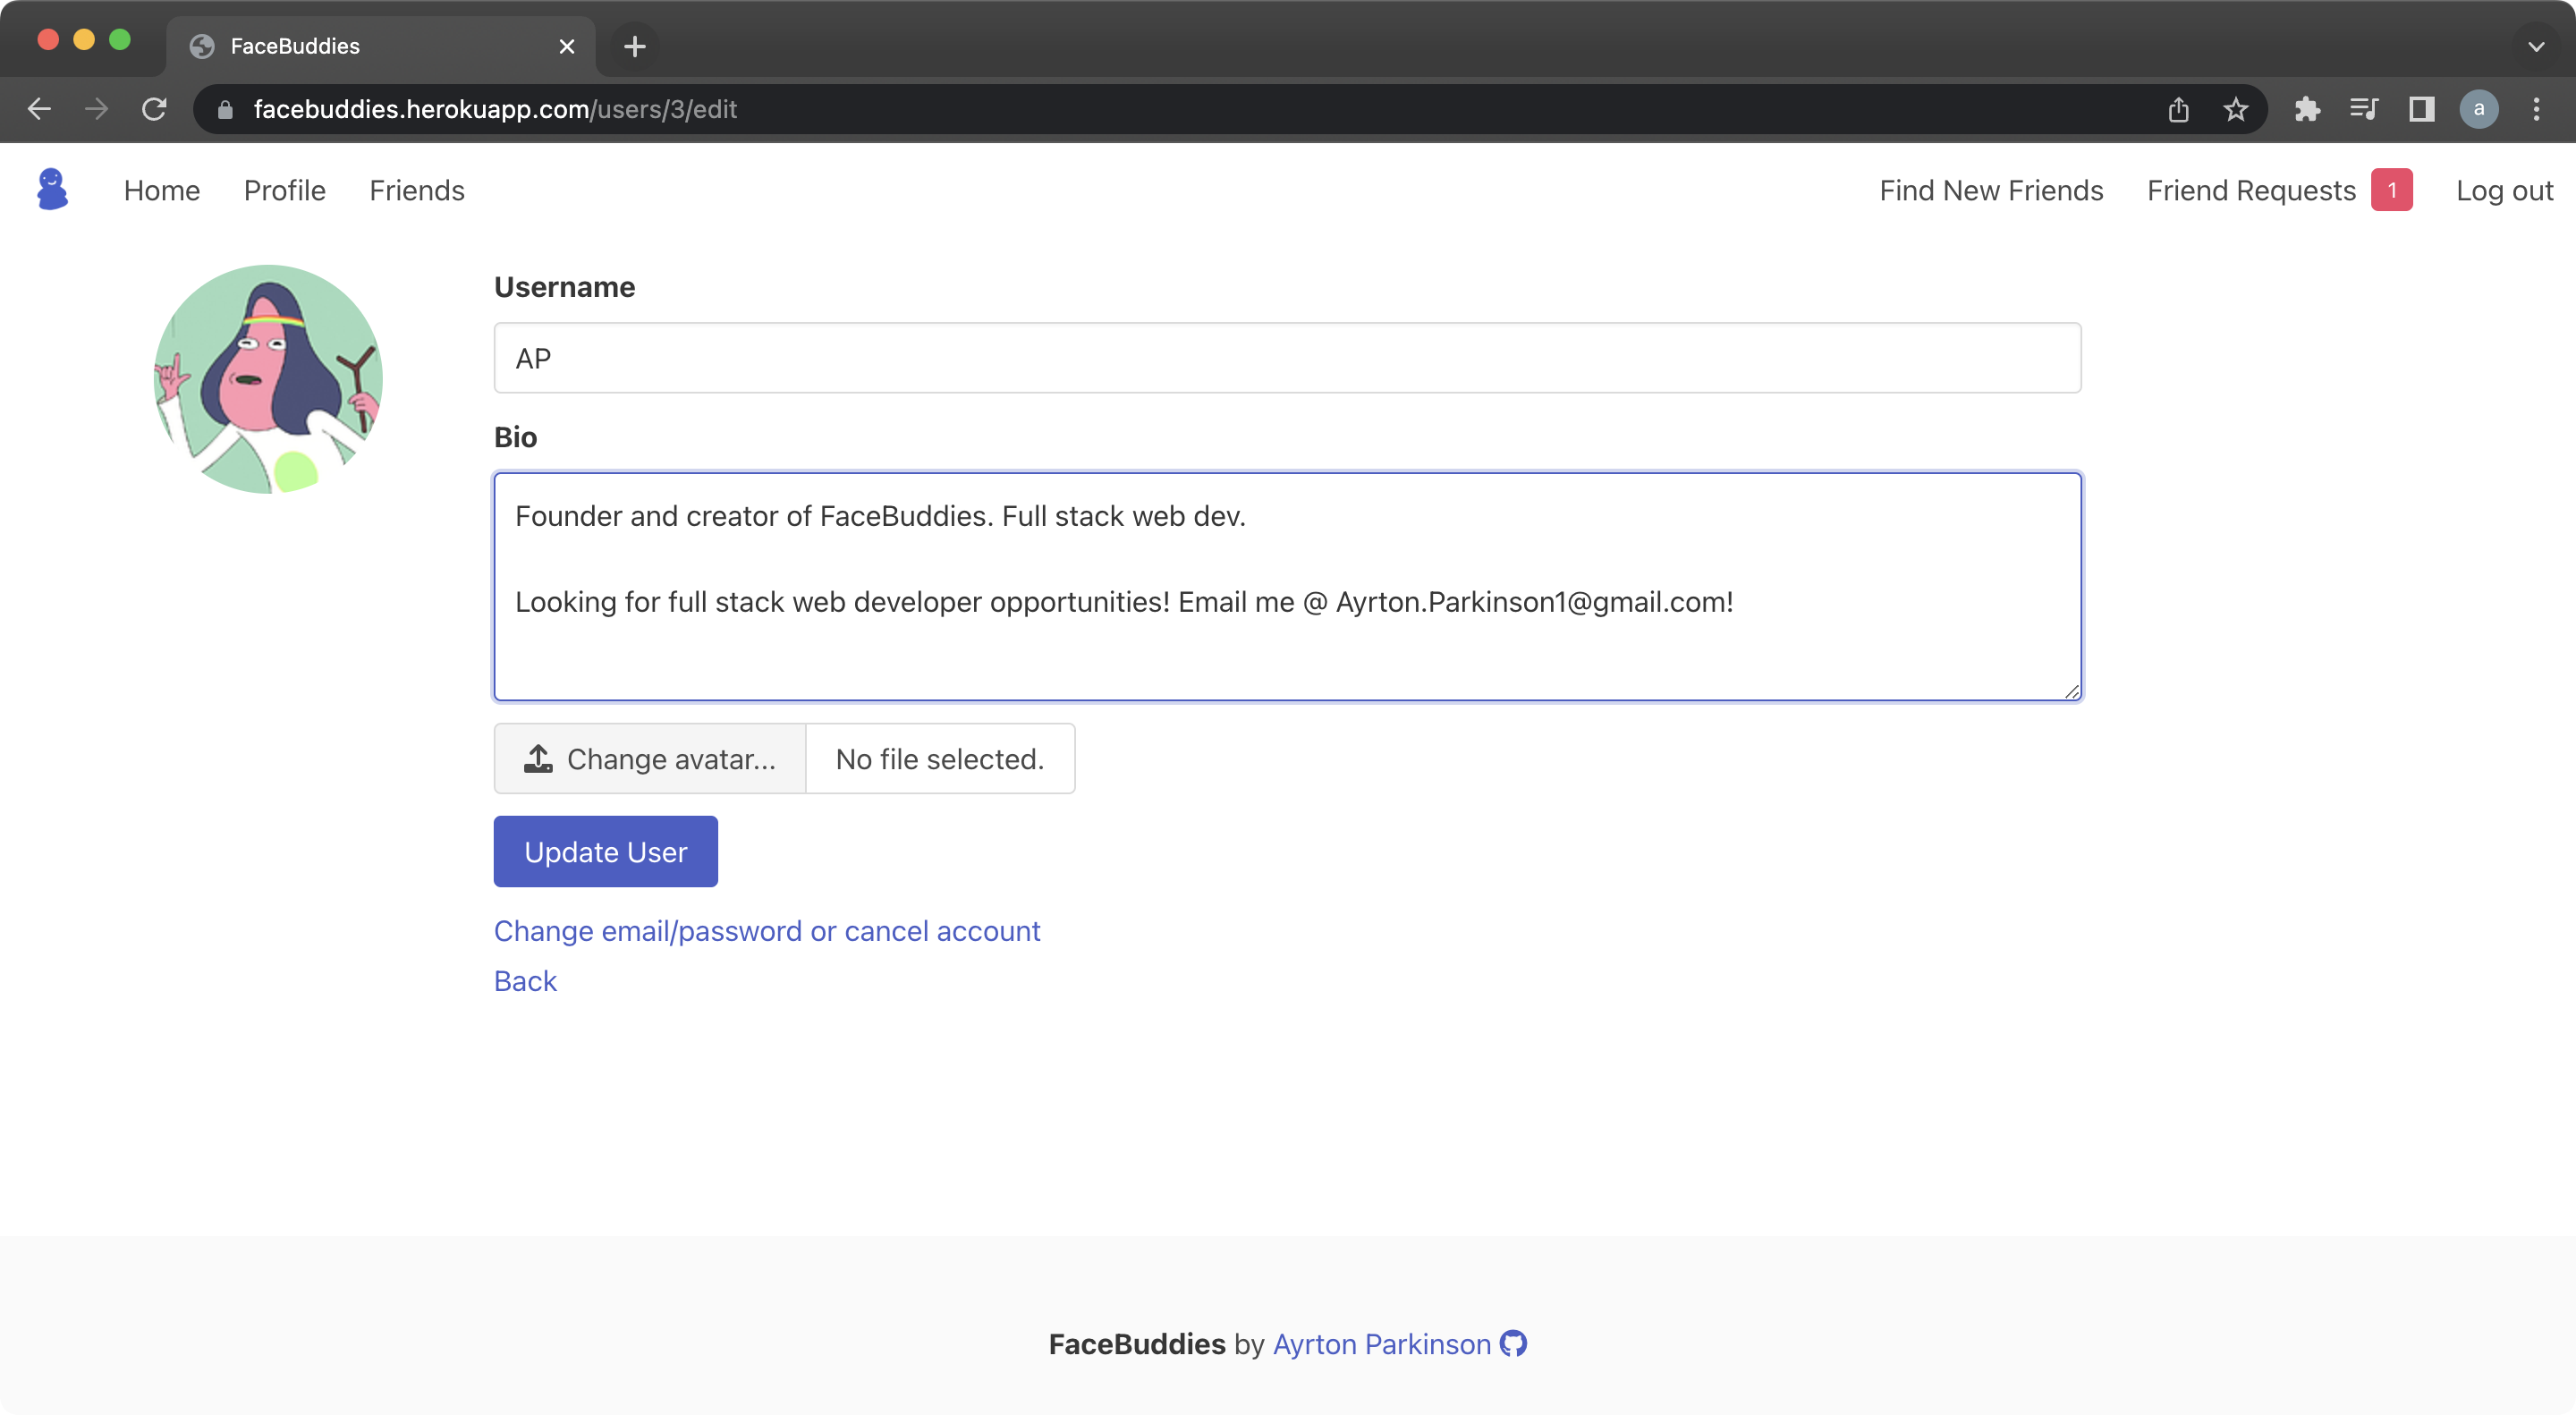 FaceBuddies
facebuddies.herokuapp.com/users/3/edit
a
Home Profile Friends Find New Friends Friend Requests 1 Log out
Username
AP
Bio
Founder and creator of FaceBuddies. Full stack web dev.
Looking for full stack web developer opportunities! Email me @ Ayrton.Parkinson1@gmail.com!
Change avatar... No file selected.
Update User
Change email/password or cancel account
Back
FaceBuddies by Ayrton Parkinson